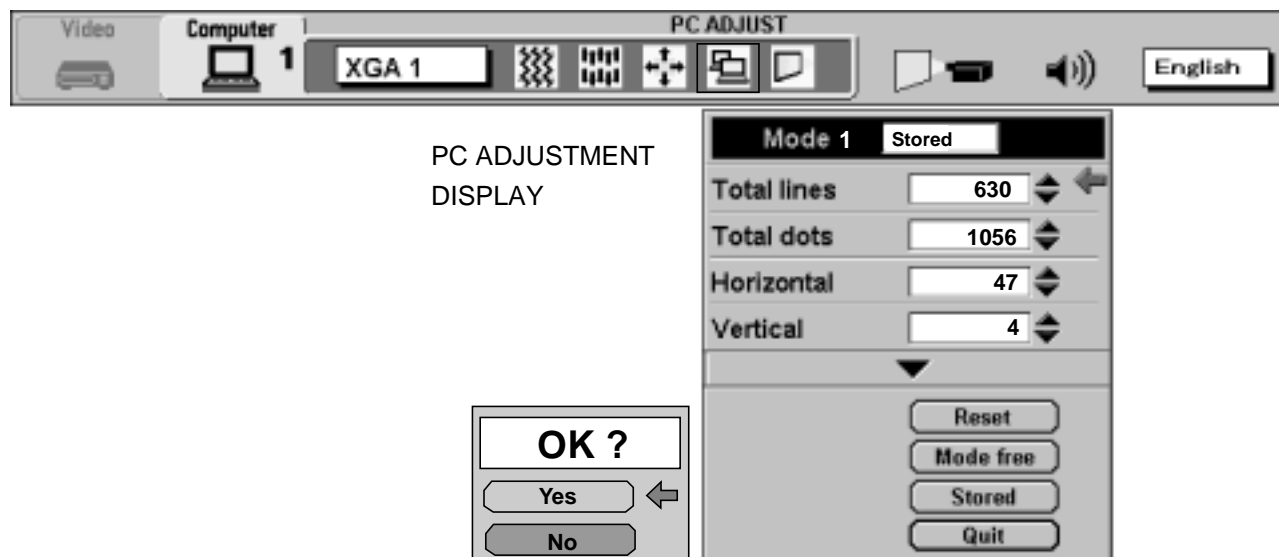 PC ADJUST
Video
Computer
1
XGA 1
English
PC ADJUSTMENT
DISPLAY
Mode 1 Stored
Total lines 630
Total dots 1056
Horizontal 47
Vertical 4
Reset
Mode free
Stored
Quit
OK ?
Yes
No